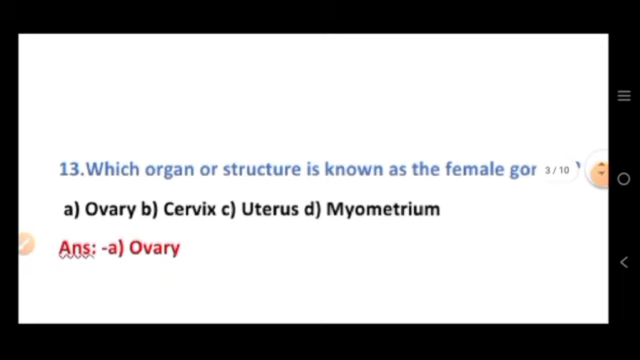 13.Which organ or structure is known as the female
3/10
a) Ovary b) Cervix c) Uterus d) Myometrium
Ans: -a) Ovary